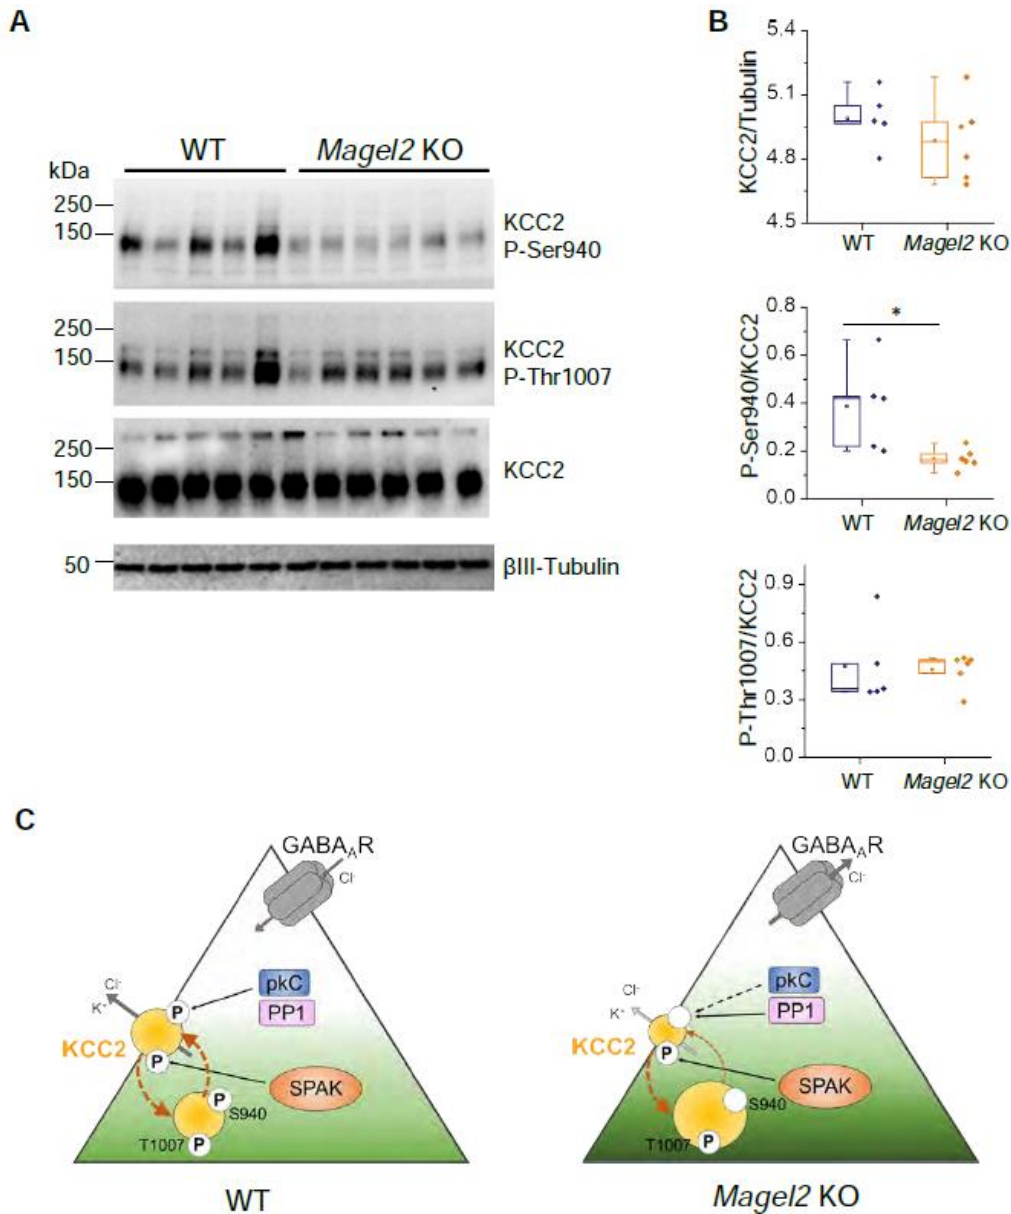 A
WT Magel2 KO
kDa
250
150
KCC2
P-Ser940
250
150
KCC2
P-Thr1007
250
150
KCC2
50
βIII-Tubulin
B
KCC2/Tubulin
5.4
5.1
4.8
4.5
WT Magel2 KO
P-Ser940/KCC2
0.8
0.6
0.4
0.2
0.0
*
WT Magel2 KO
P-Thr1007/KCC2
0.9
0.6
0.3
0.0
WT Magel2 KO
C
GABAAR
Cl-
pkC
PP1
Cl-
K+
P
KCC2
P
SPAK
P
S940
T1007
P
WT
GABAAR
Cl-
pkC
PP1
Cl-
K+
KCC2
P
SPAK
S940
T1007
P
Magel2 KO